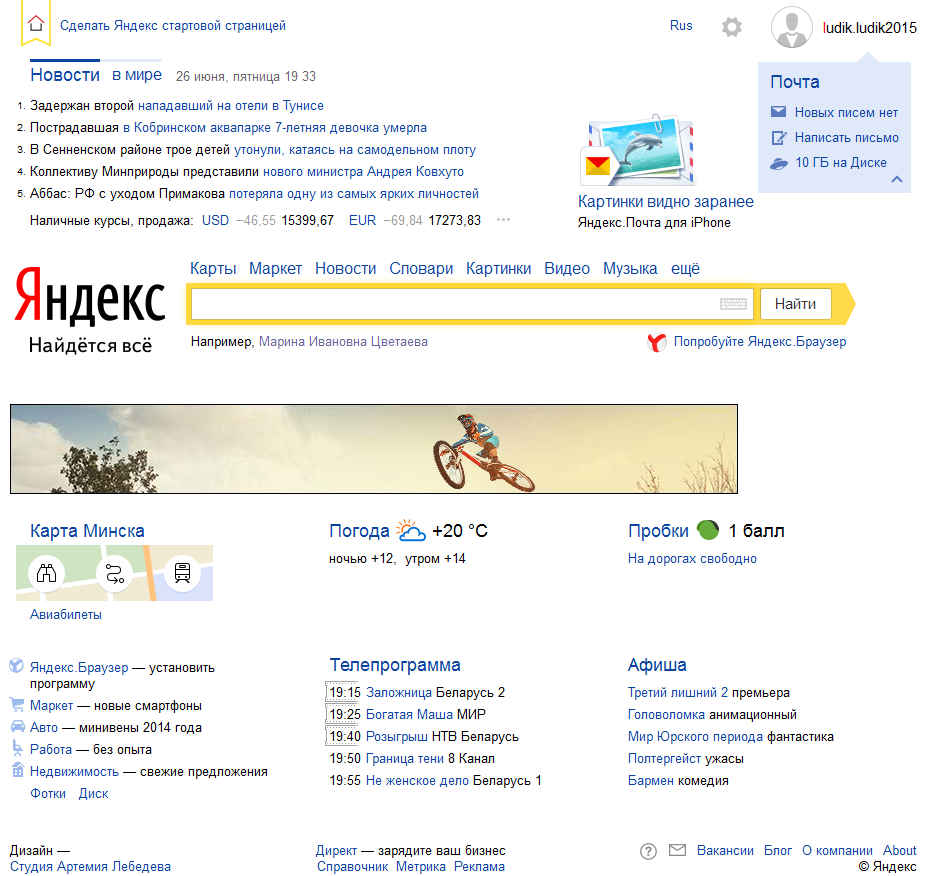 Сделать Яндекс стартовой страницей
Rus
ludik.ludik2015
Новости в мире 26 июня, пятница 19 33
1. Задержан второй нападавший на отели в Тунисе
2. Пострадавшая в Кобринском аквапарке 7-летняя девочка умерла
3. В Сенненском районе трое детей утонули, катаясь на самодельном плоту
4. Коллективу Минприроды представили нового министра Андрея Ковхуто
5. Аббас: РФ с уходом Примакова потеряла одну из самых ярких личностей
Наличные курсы, продажа: USD −46,55 15399,67 EUR −69,84 17273,83 ···
Картинки видно заранее
Яндекс.Почта для iPhone
Почта
Новых писем нет
Написать письмо
10 ГБ на Диске
Яндекс
Найдётся всё
Карты Маркет Новости Словари Картинки Видео Музыка ещё
Найти
Например, Марина Ивановна Цветаева
Попробуйте Яндекс.Браузер
Карта Минска
Авиабилеты
Погода +20 °C
ночью +12, утром +14
Пробки 1 балл
На дорогах свободно
Яндекс.Браузер — установить
программу
Маркет — новые смартфоны
Авто — минивены 2014 года
Работа — без опыта
Недвижимость — свежие предложения
Фотки Диск
Телепрограмма
19:15 Заложница Беларусь 2
19:25 Богатая Маша МИР
19:40 Розыгрыш НТВ Беларусь
19:50 Граница тени 8 Канал
19:55 Не женское дело Беларусь 1
Афиша
Третий лишний 2 премьера
Головоломка анимационный
Мир Юрского периода фантастика
Полтергейст ужасы
Бармен комедия
Дизайн —
Студия Артемия Лебедева
Директ — зарядите ваш бизнес
Справочник Метрика Реклама
? Вакансии Блог О компании About
© Яндекс